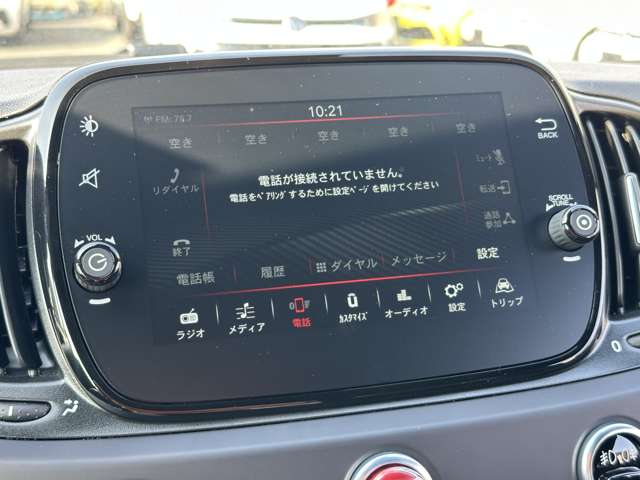 10:21
FM: 76.7
空き 空き 空き 空き 空き
BACK
リダイヤル
電話が接続されていません。
電話をペアリングするために設定ページを開けてください
ミュート
転送
通話
参加
VOL
SCROLL
TUNE
終了
電話帳 履歴 ダイヤル メッセージ 設定
ラジオ メディア 電話 カスタマイズ オーディオ 設定 トリップ
0